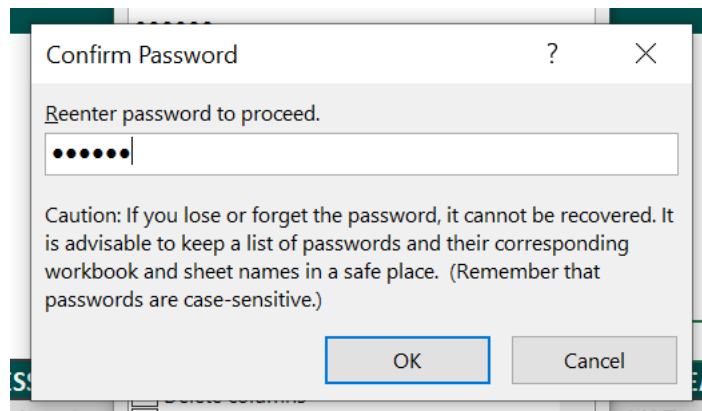 Confirm Password
?
Reenter password to proceed.
••••••
Caution: If you lose or forget the password, it cannot be recovered. It
is advisable to keep a list of passwords and their corresponding
workbook and sheet names in a safe place.  (Remember that
passwords are case-sensitive.)
OK
Cancel
Delete columns